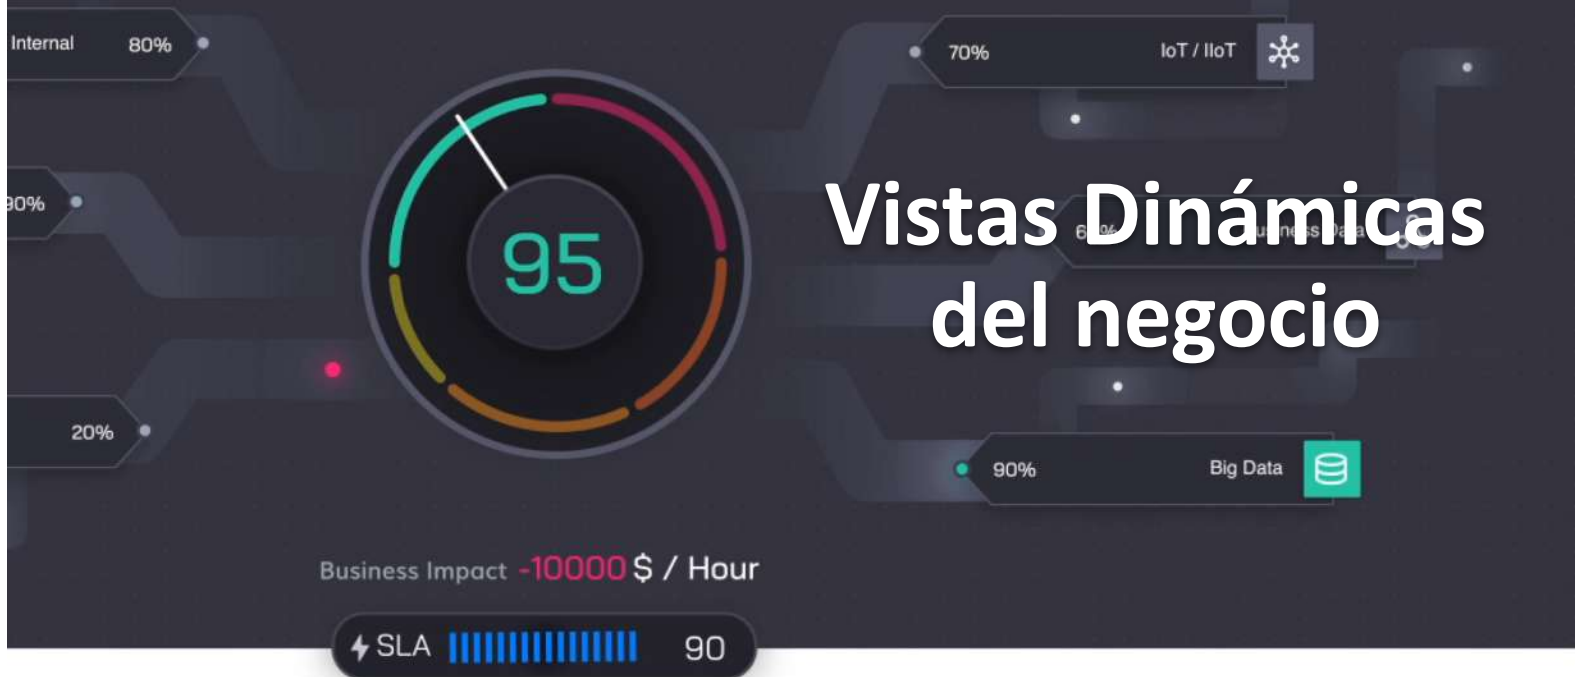 Internal 80%
70% IoT / IIoT
Vistas Dinámicas
del negocio
95
20%
90% Big Data
Business Impact -10000 $ / Hour
SLA 90